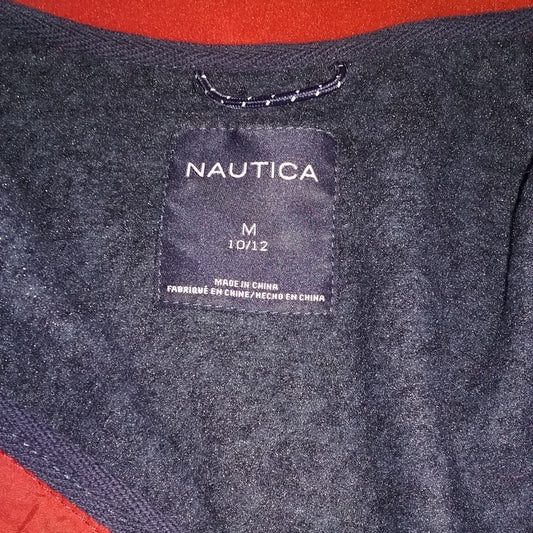 NAUTICA
M
10/12
MADE IN CHINA
FABRIQUÉ EN CHINE/HECHO EN CHINA